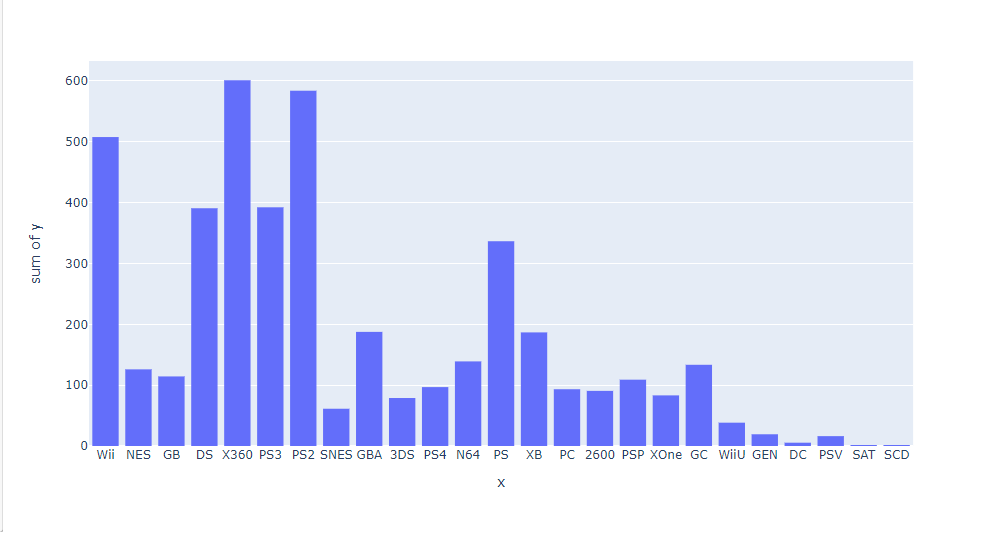 600
500
400
300
200
100
0
sum of y
Wii NES GB DS X360 PS3 PS2 SNES GBA 3DS PS4 N64 PS XB PC 2600 PSP XOne GC WiiU GEN DC PSV SAT SCD
x